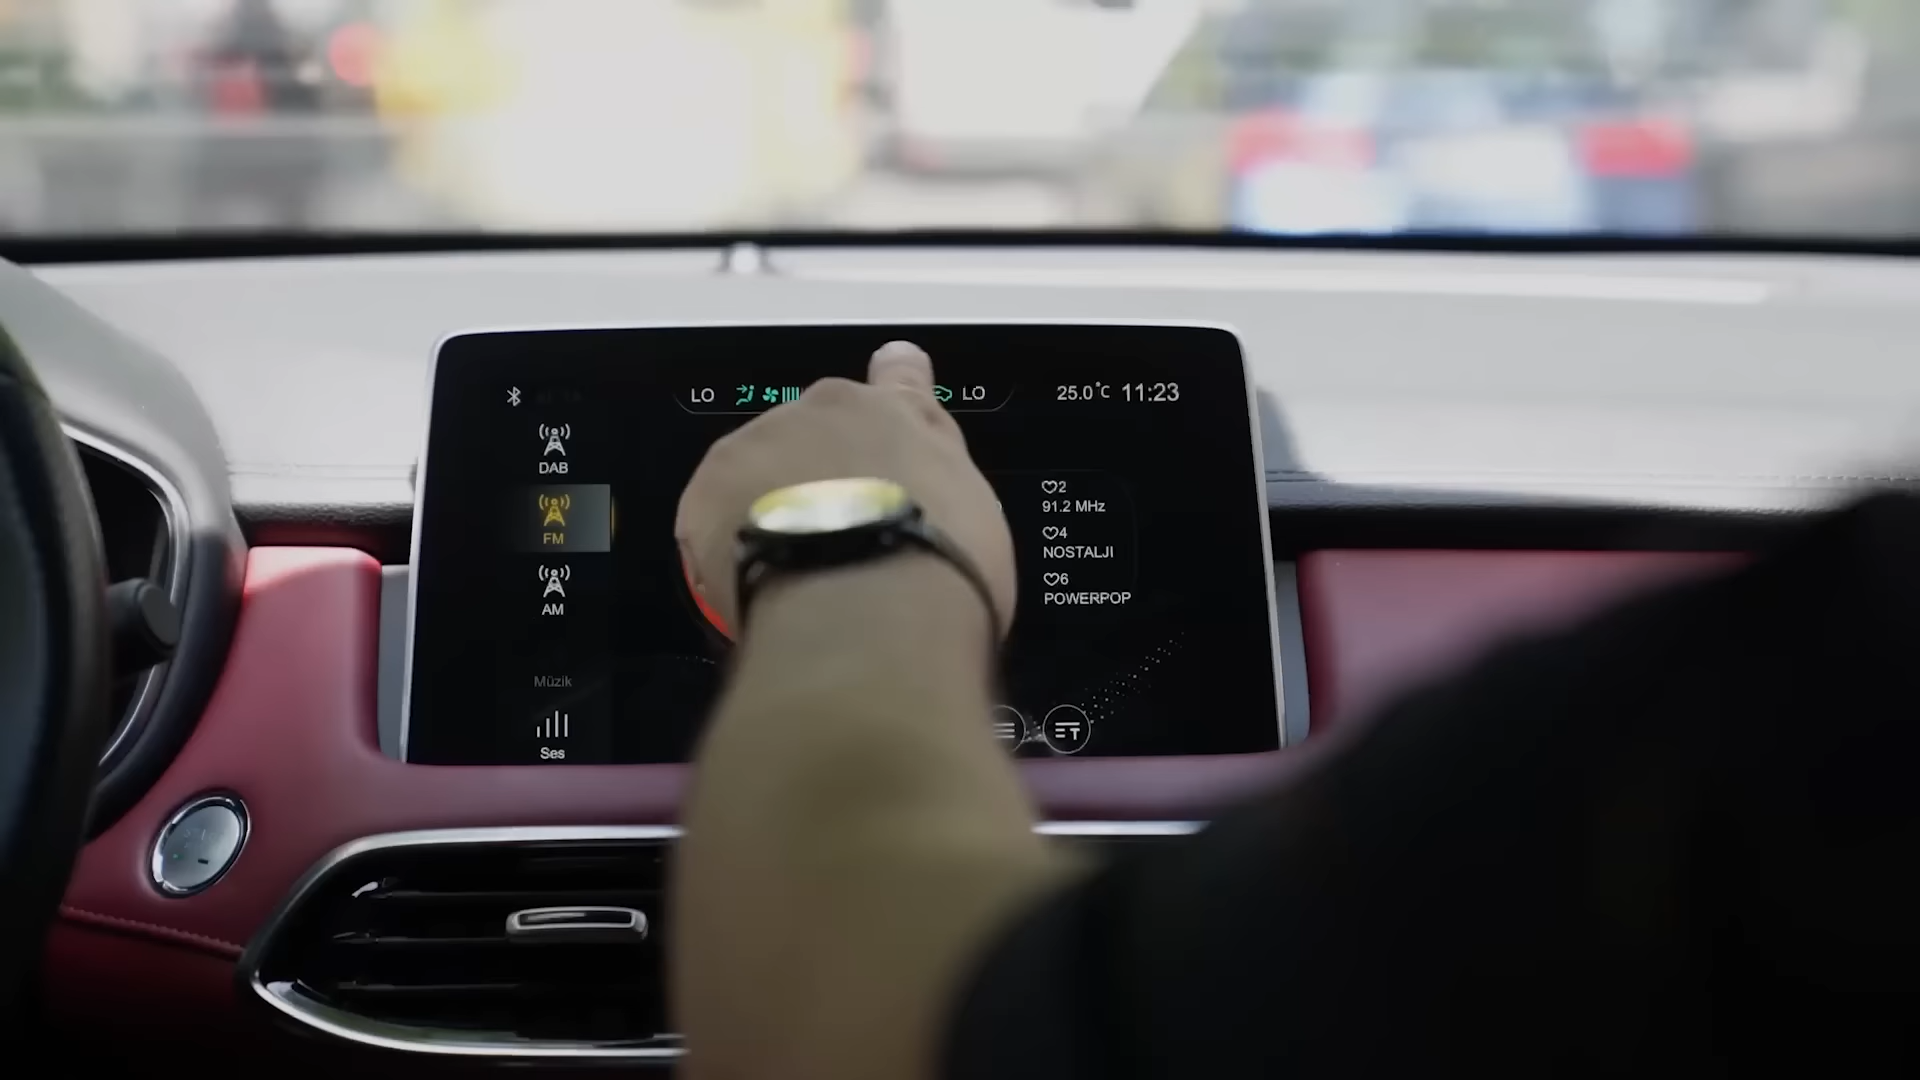 LO
LO
25.0°C 11:23
DAB
FM
AM
Müzik
Ses
♡2
91.2 MHz
♡4
NOSTALJI
♡6
POWERPOP